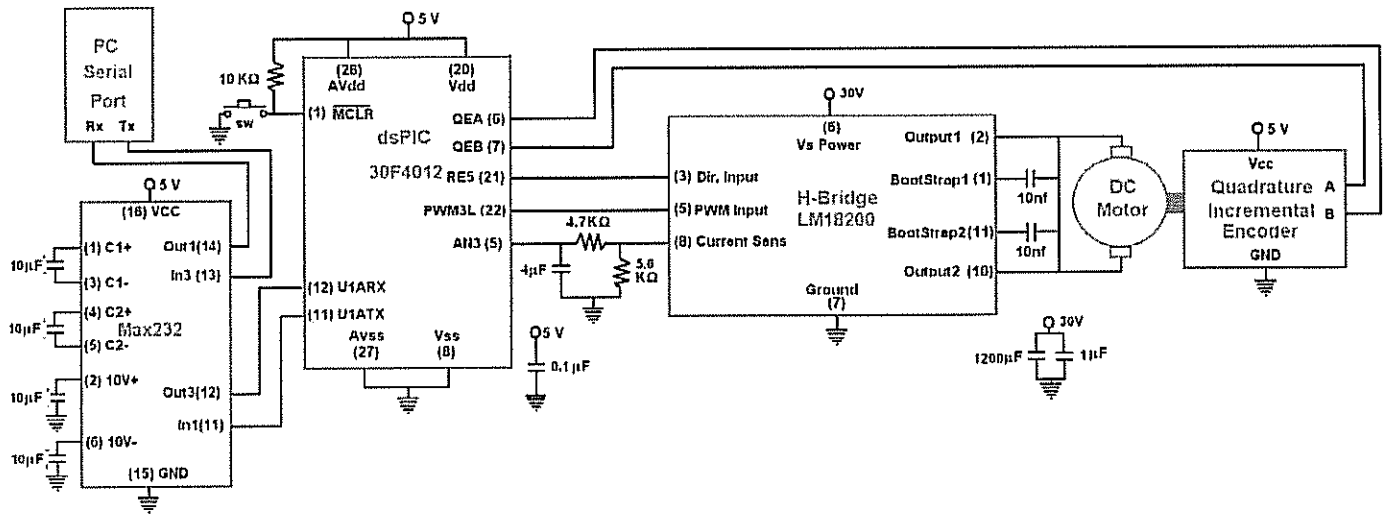 PC
Serial
Port
Rx Tx
5 V
(16) VCC
(1) C1+
10µF
(3) C1-
(4) C2+
10µF
Max232
(5) C2-
(2) 10V+
10µF
(6) 10V-
10µF
(15) GND
Out1(14)
In3 (13)
Out3(12)
In1(11)
5 V
10 KΩ
sw
(28)
AVdd
(20)
Vdd
(1) MCLR
dsPIC
30F4012
QEA (6)
QEB (7)
RE5 (21)
PWM3L (22)
AN3 (5)
(12) U1ARX
(11) U1ATX
Avss
(27)
Vss
(8)
4.7KΩ
4µF
5.6
KΩ
5 V
0.1µF
30V
(6)
Vs Power
(3) Dir. Input
(5) PWM Input
(8) Current Sens
H-Bridge
LM18200
Output1 (2)
BootStrap1 (1)
10nf
BootStrap2(11)
10nf
Output2 (10)
Ground
(7)
DC
Motor
5 V
Vcc
Quadrature
Incremental
Encoder
A
B
GND
30V
1200µF
1µF